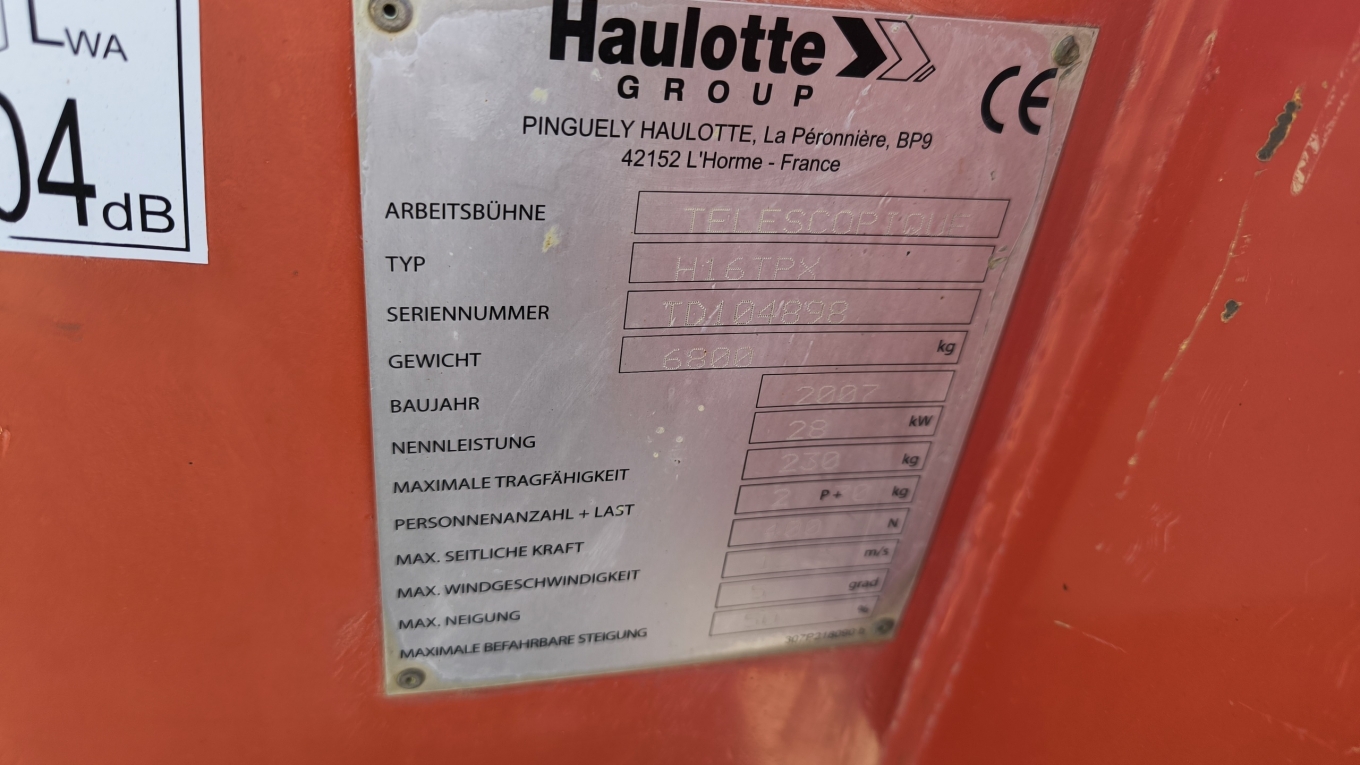 LWA
04 dB
Haulotte
GROUP
CE
PINGUELY HAULOTTE, La Péronnière, BP9
42152 L'Horme - France
ARBEITSBÜHNE TELESCOPIQUE
TYP H16TPX
SERIENNUMMER TD104898
GEWICHT 6800 kg
BAUJAHR 2007
NENNLEISTUNG 28 kW
MAXIMALE TRAGFÄHIGKEIT 230 kg
PERSONNENANZAHL + LAST 2 P + kg
MAX. SEITLICHE KRAFT N
MAX. WINDGESCHWINDIGKEIT m/s
MAX. NEIGUNG grad
MAXIMALE BEFAHRBARE STEIGUNG %